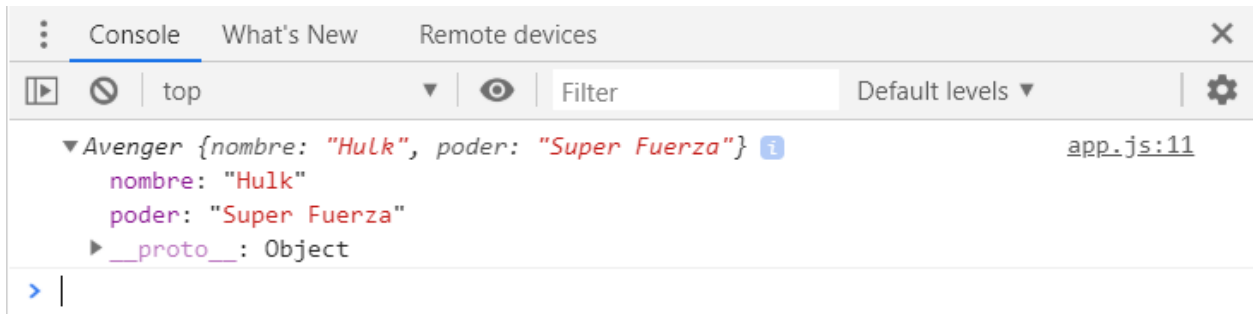 Console What's New Remote devices
top Filter Default levels
Avenger {nombre: "Hulk", poder: "Super Fuerza"} i app.js:11
nombre: "Hulk"
poder: "Super Fuerza"
__proto__: Object
>